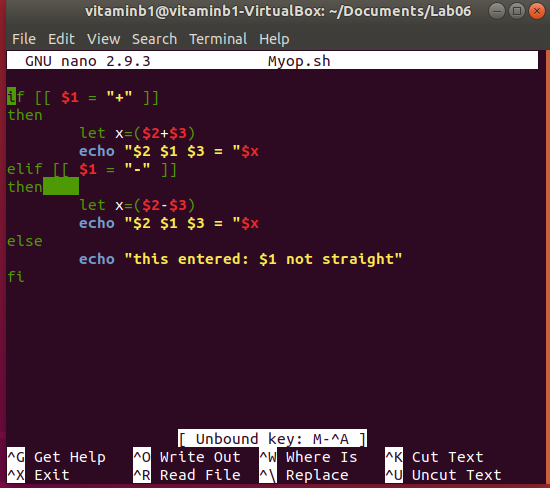 vitaminb1@vitaminb1-VirtualBox: ~/Documents/Lab06
File Edit View Search Terminal Help
GNU nano 2.9.3 Myop.sh
if [[ $1 = "+" ]]
then
let x=($2+$3)
echo "$2 $1 $3 = "$x
elif [[ $1 = "-" ]]
then
let x=($2-$3)
echo "$2 $1 $3 = "$x
else
echo "this entered: $1 not straight"
fi
[ Unbound key: M-^A ]
^G Get Help ^O Write Out ^W Where Is ^K Cut Text
^X Exit ^R Read File ^\ Replace ^U Uncut Text